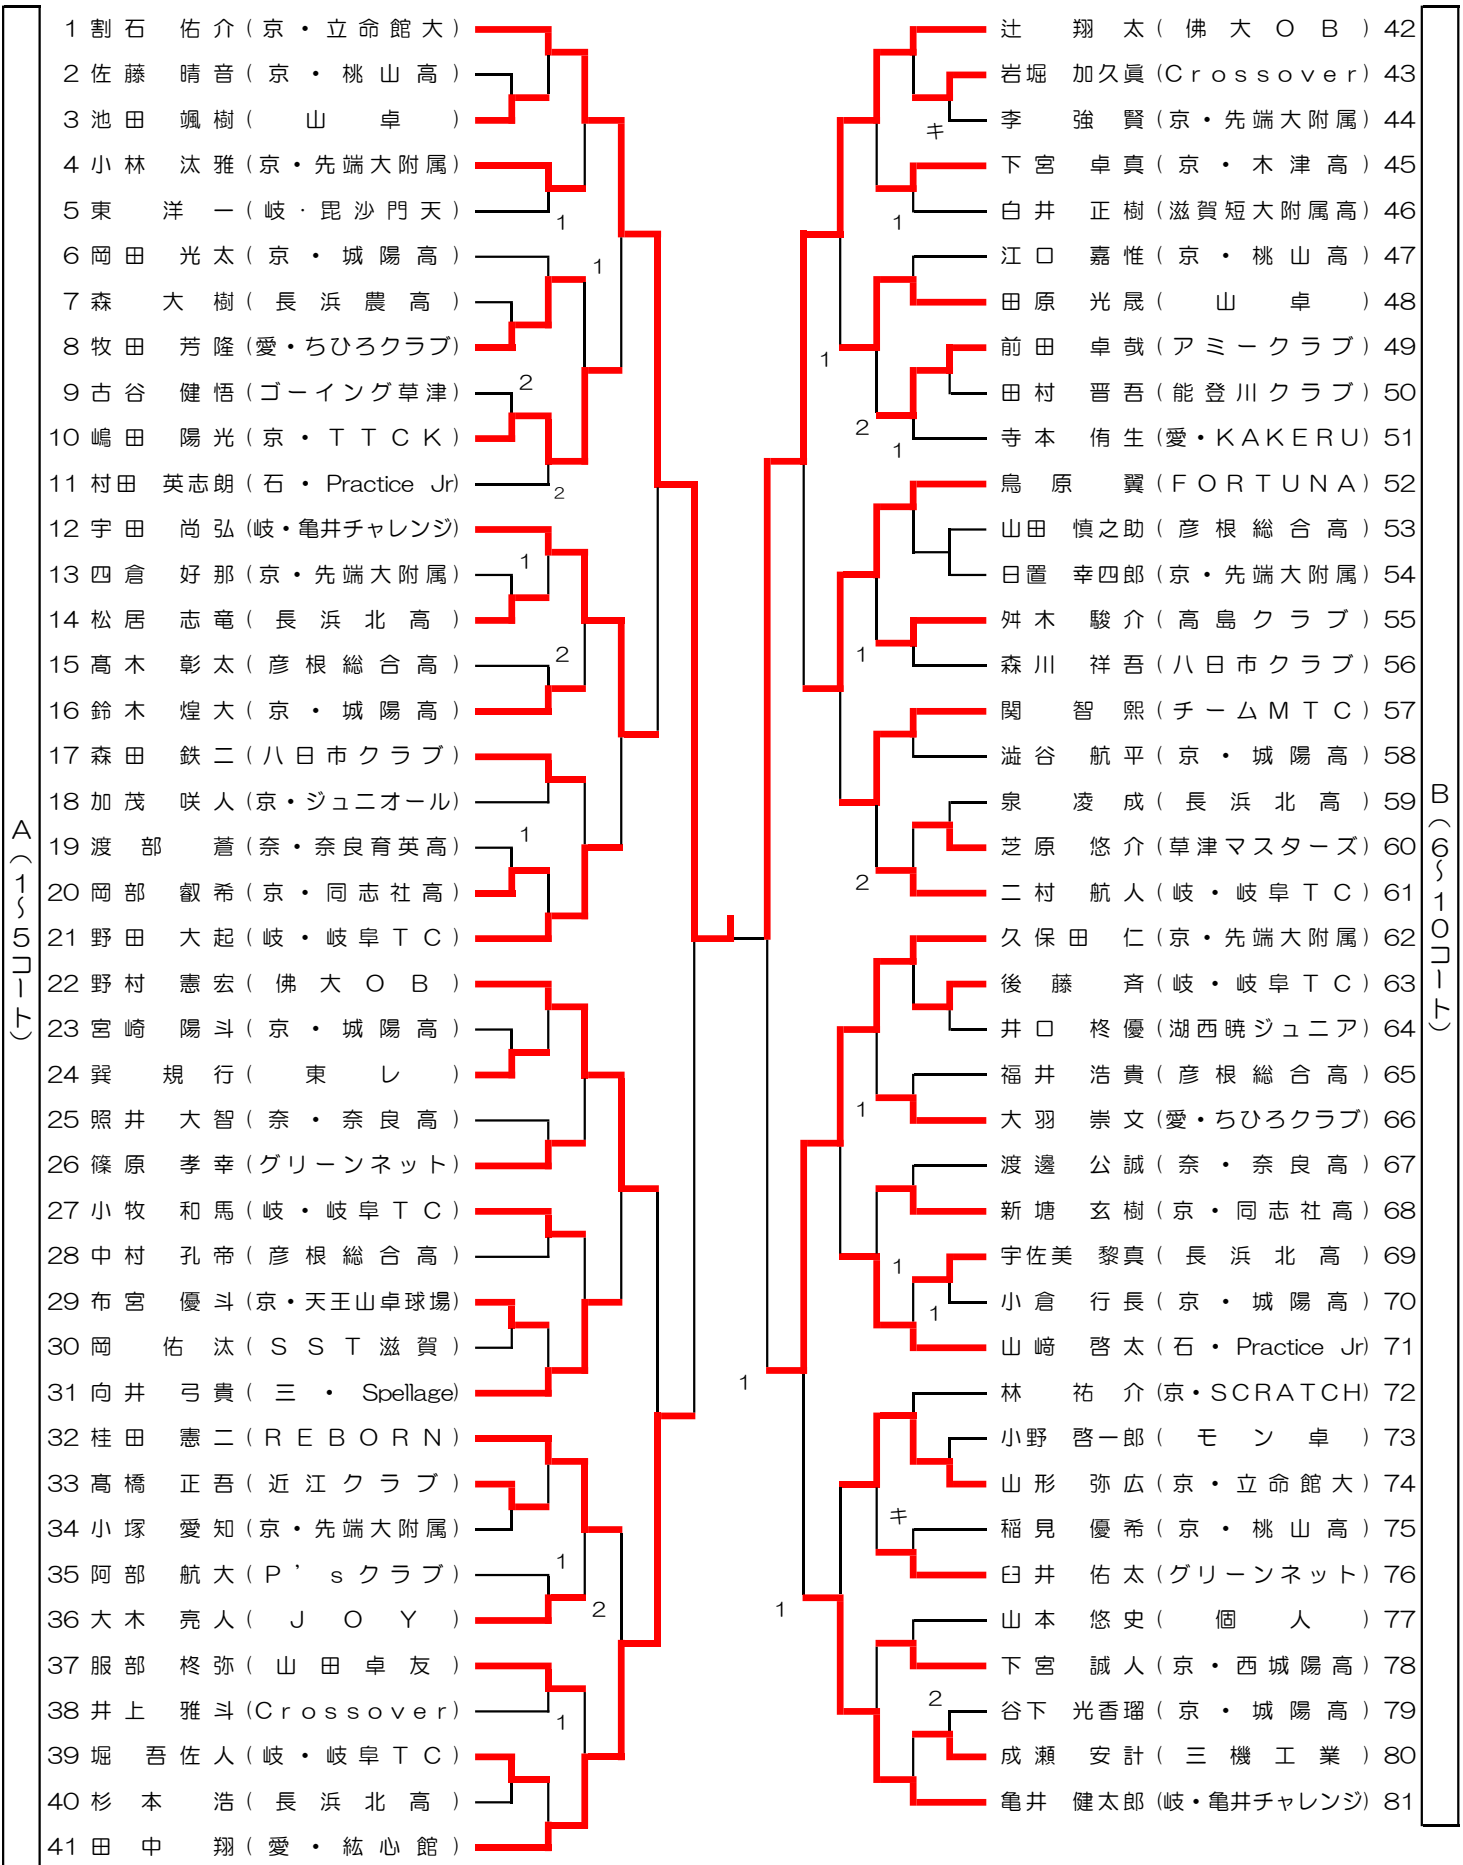 A（1～5コート）
1 割石 佑介（京・立命館大）
2 佐藤 晴音（京・桃山高）
3 池田 颯樹（山卓）
4 小林 汰雅（京・先端大附属）
5 東 洋一（岐・毘沙門天）
1
6 岡田 光太（京・城陽高）
1
7 森 大樹（長浜農高）
8 牧田 芳隆（愛・ちひろクラブ）
9 古谷 健悟（ゴーイング草津）
2
10 嶋田 陽光（京・TTCK）
11 村田 英志朗（石・Practice Jr）
2
12 宇田 尚弘（岐・亀井チャレンジ）
13 四倉 好那（京・先端大附属）
1
14 松居 志竜（長浜北高）
15 髙木 彰太（彦根総合高）
2
16 鈴木 煌大（京・城陽高）
17 森田 鉄二（八日市クラブ）
18 加茂 咲人（京・ジュニオール）
19 渡部 蒼（奈・奈良育英高）
1
20 岡部 叡希（京・同志社高）
21 野田 大起（岐・岐阜TC）
22 野村 憲宏（佛大OB）
23 宮崎 陽斗（京・城陽高）
24 巽 規行（東レ）
25 照井 大智（奈・奈良高）
26 篠原 孝幸（グリーンネット）
27 小牧 和馬（岐・岐阜TC）
28 中村 孔帝（彦根総合高）
29 布宮 優斗（京・天王山卓球場）
30 岡 佑汰（SST滋賀）
31 向井 弓貴（三・Spellage）
32 桂田 憲二（REBORN）
33 髙橋 正吾（近江クラブ）
34 小塚 愛知（京・先端大附属）
35 阿部 航大（P'sクラブ）
1
36 大木 亮人（JOY）
2
37 服部 柊弥（山田卓友）
38 井上 雅斗（Crossover）
1
39 堀 吾佐人（岐・岐阜TC）
40 杉本 浩（長浜北高）
41 田中 翔（愛・紘心館）
辻 翔太（佛大OB）42
岩堀 加久眞（Crossover）43
李 強賢（京・先端大附属）44
キ
下宮 卓真（京・木津高）45
白井 正樹（滋賀短大附属高）46
1
江口 嘉惟（京・桃山高）47
田原 光晟（山卓）48
前田 卓哉（アミークラブ）49
1
田村 晋吾（能登川クラブ）50
2
寺本 侑生（愛・KAKERU）51
1
鳥原 翼（FORTUNA）52
山田 慎之助（彦根総合高）53
日置 幸四郎（京・先端大附属）54
舛木 駿介（高島クラブ）55
1
森川 祥吾（八日市クラブ）56
関 智熙（チームMTC）57
澁谷 航平（京・城陽高）58
泉 凌成（長浜北高）59
芝原 悠介（草津マスターズ）60
2
二村 航人（岐・岐阜TC）61
久保田 仁（京・先端大附属）62
後藤 斉（岐・岐阜TC）63
井口 柊優（湖西暁ジュニア）64
福井 浩貴（彦根総合高）65
1
大羽 崇文（愛・ちひろクラブ）66
渡邊 公誠（奈・奈良高）67
新塘 玄樹（京・同志社高）68
宇佐美 黎真（長浜北高）69
1
小倉 行長（京・城陽高）70
1
山﨑 啓太（石・Practice Jr）71
1
林 祐介（京・SCRATCH）72
小野 啓一郎（モン卓）73
山形 弥広（京・立命館大）74
キ
稲見 優希（京・桃山高）75
臼井 佑太（グリーンネット）76
1
山本 悠史（個人）77
下宮 誠人（京・西城陽高）78
2
谷下 光香瑠（京・城陽高）79
成瀬 安計（三機工業）80
亀井 健太郎（岐・亀井チャレンジ）81
B（6～10コート）